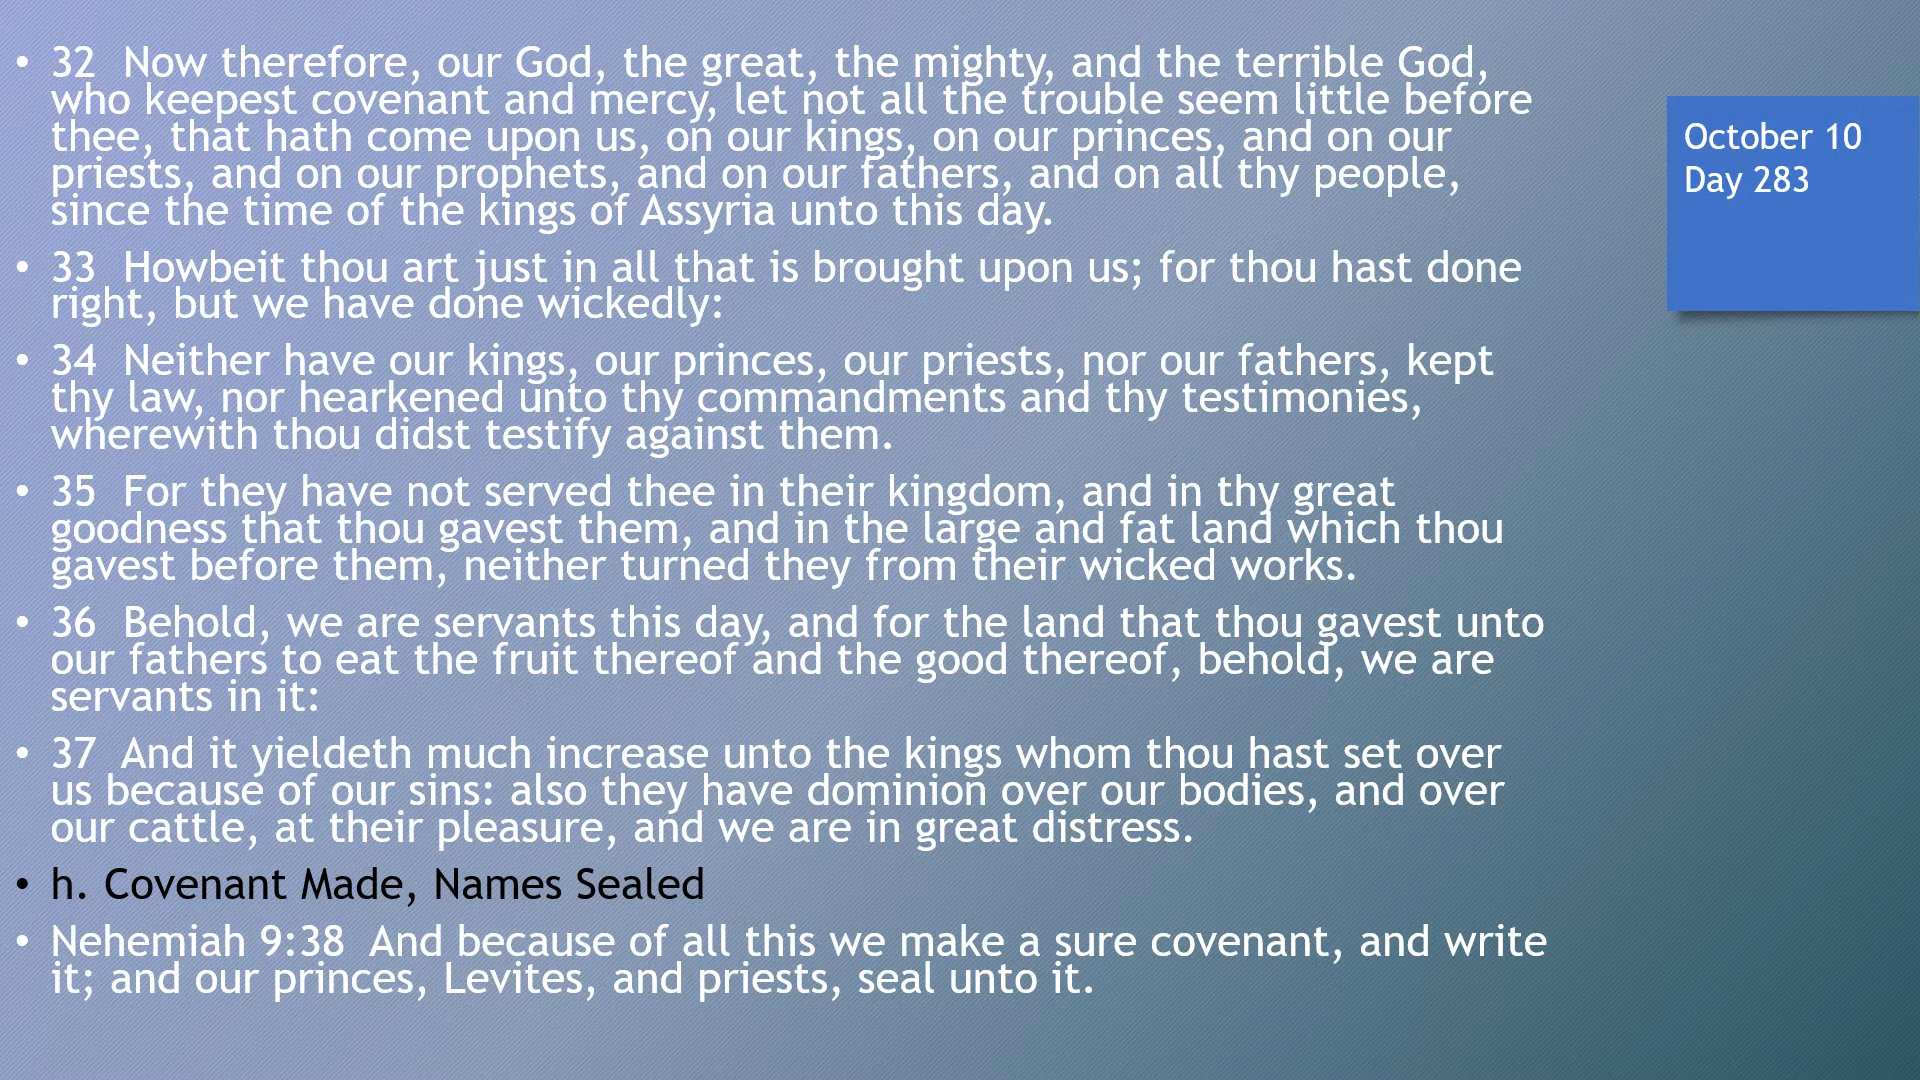 • 32  Now therefore, our God, the great, the mighty, and the terrible God,
who keepest covenant and mercy, let not all the trouble seem little before
thee, that hath come upon us, on our kings, on our princes, and on our
priests, and on our prophets, and on our fathers, and on all thy people,
since the time of the kings of Assyria unto this day.
• 33  Howbeit thou art just in all that is brought upon us; for thou hast done
right, but we have done wickedly:
• 34  Neither have our kings, our princes, our priests, nor our fathers, kept
thy law, nor hearkened unto thy commandments and thy testimonies,
wherewith thou didst testify against them.
• 35  For they have not served thee in their kingdom, and in thy great
goodness that thou gavest them, and in the large and fat land which thou
gavest before them, neither turned they from their wicked works.
• 36  Behold, we are servants this day, and for the land that thou gavest unto
our fathers to eat the fruit thereof and the good thereof, behold, we are
servants in it:
• 37  And it yieldeth much increase unto the kings whom thou hast set over
us because of our sins: also they have dominion over our bodies, and over
our cattle, at their pleasure, and we are in great distress.
• h. Covenant Made, Names Sealed
• Nehemiah 9:38  And because of all this we make a sure covenant, and write
it; and our princes, Levites, and priests, seal unto it.
October 10
Day 283